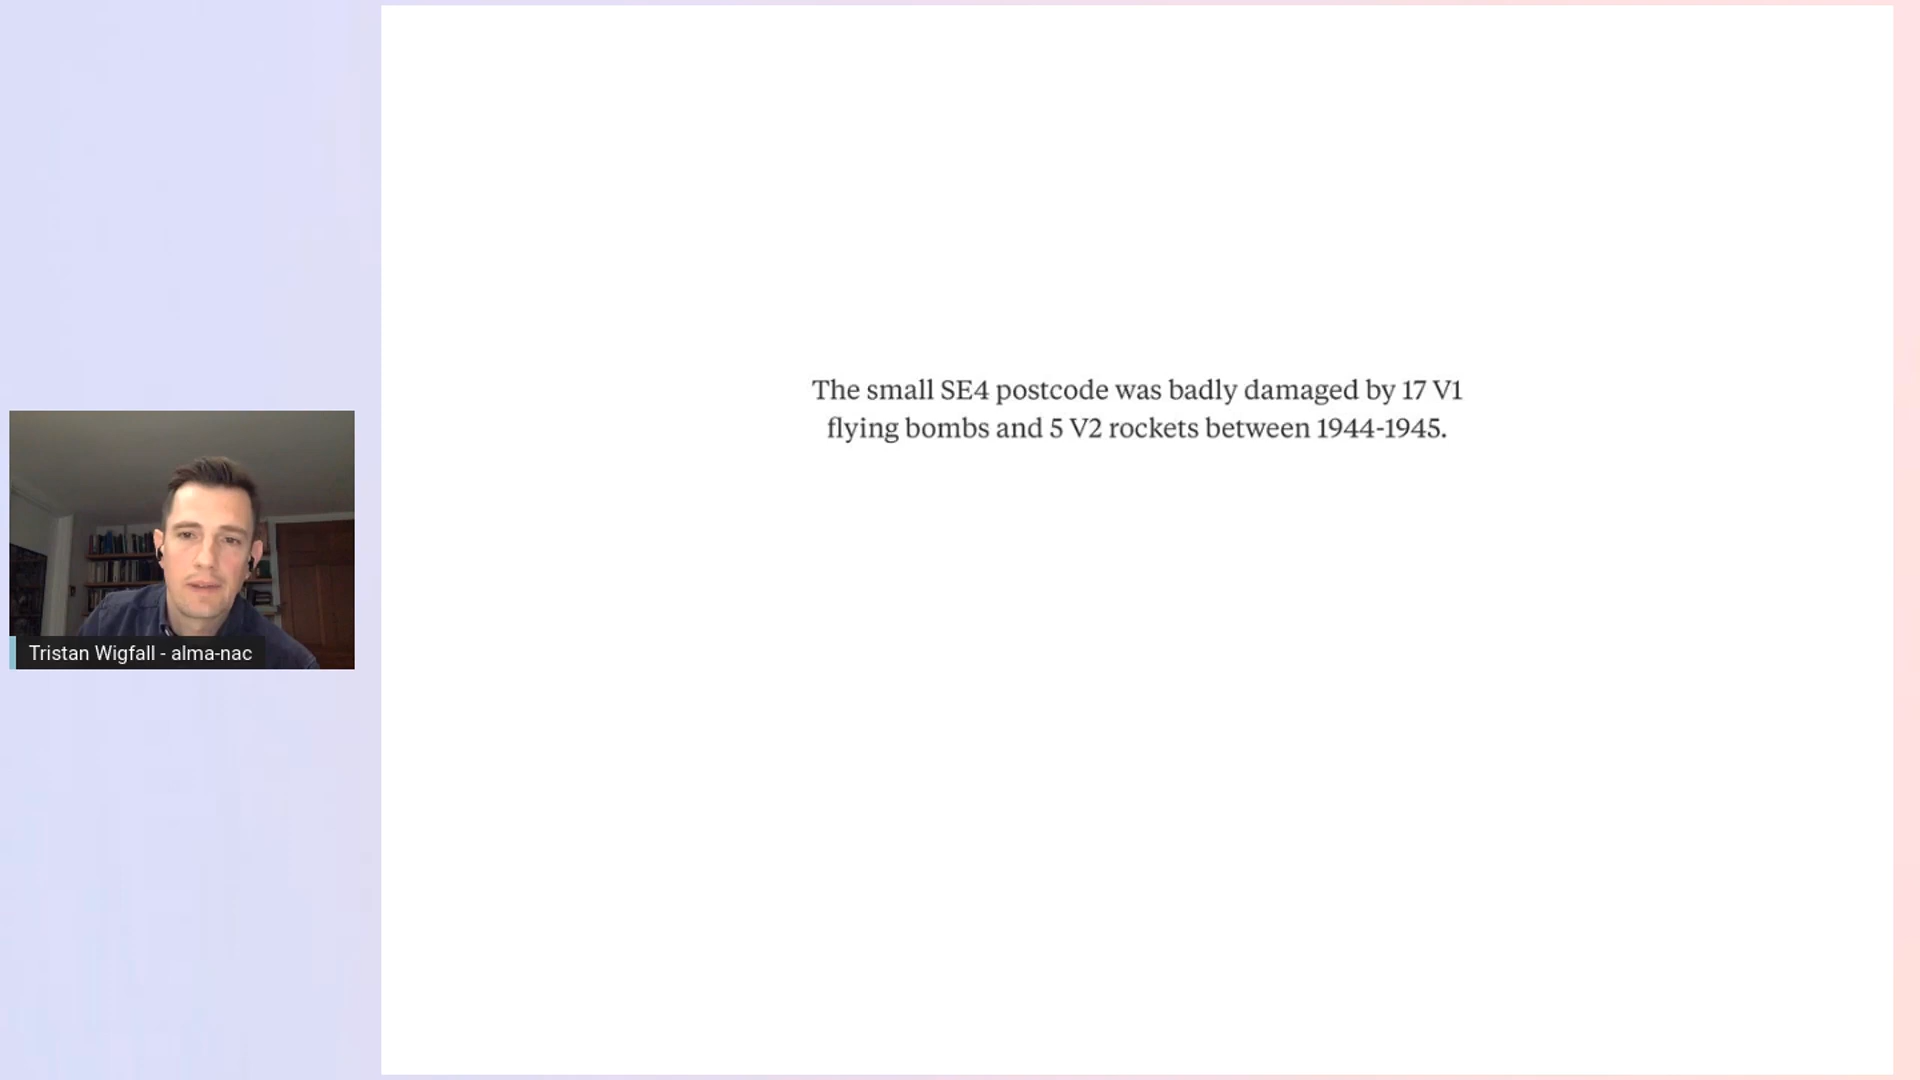 The small SE4 postcode was badly damaged by 17 V1
flying bombs and 5 V2 rockets between 1944-1945.
Tristan Wigfall - alma-nac